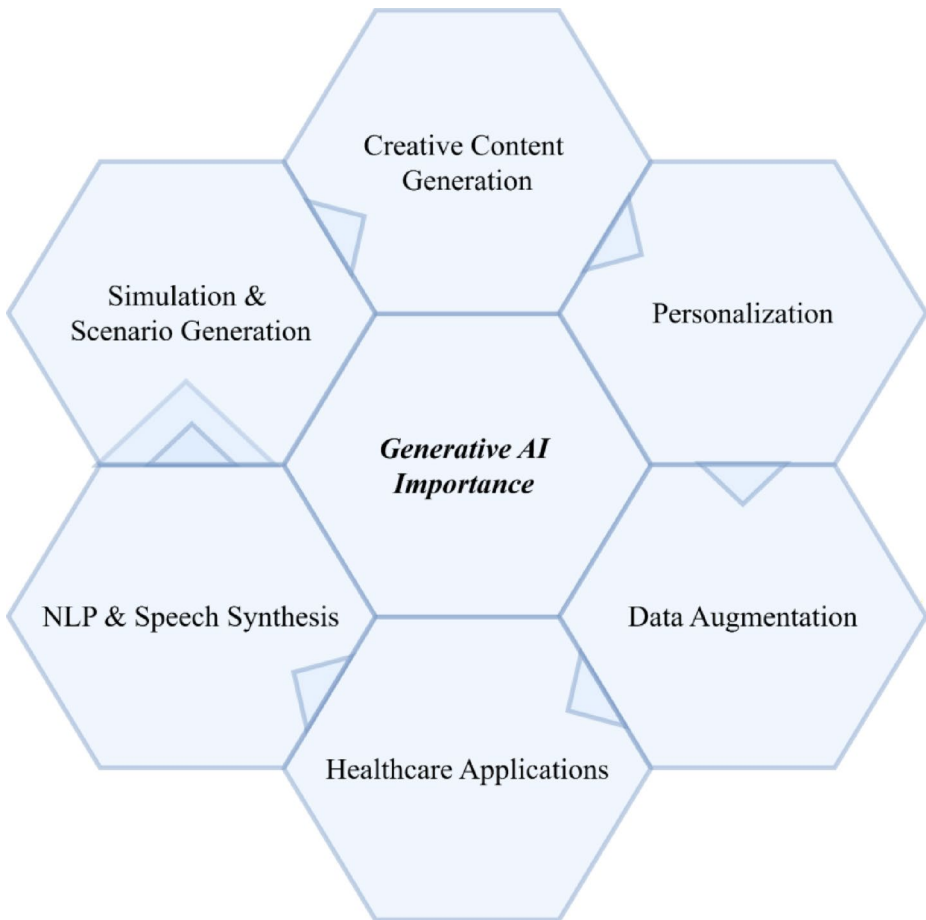 Creative Content
Generation
Simulation &
Scenario Generation
Personalization
Generative AI
Importance
NLP & Speech Synthesis
Data Augmentation
Healthcare Applications